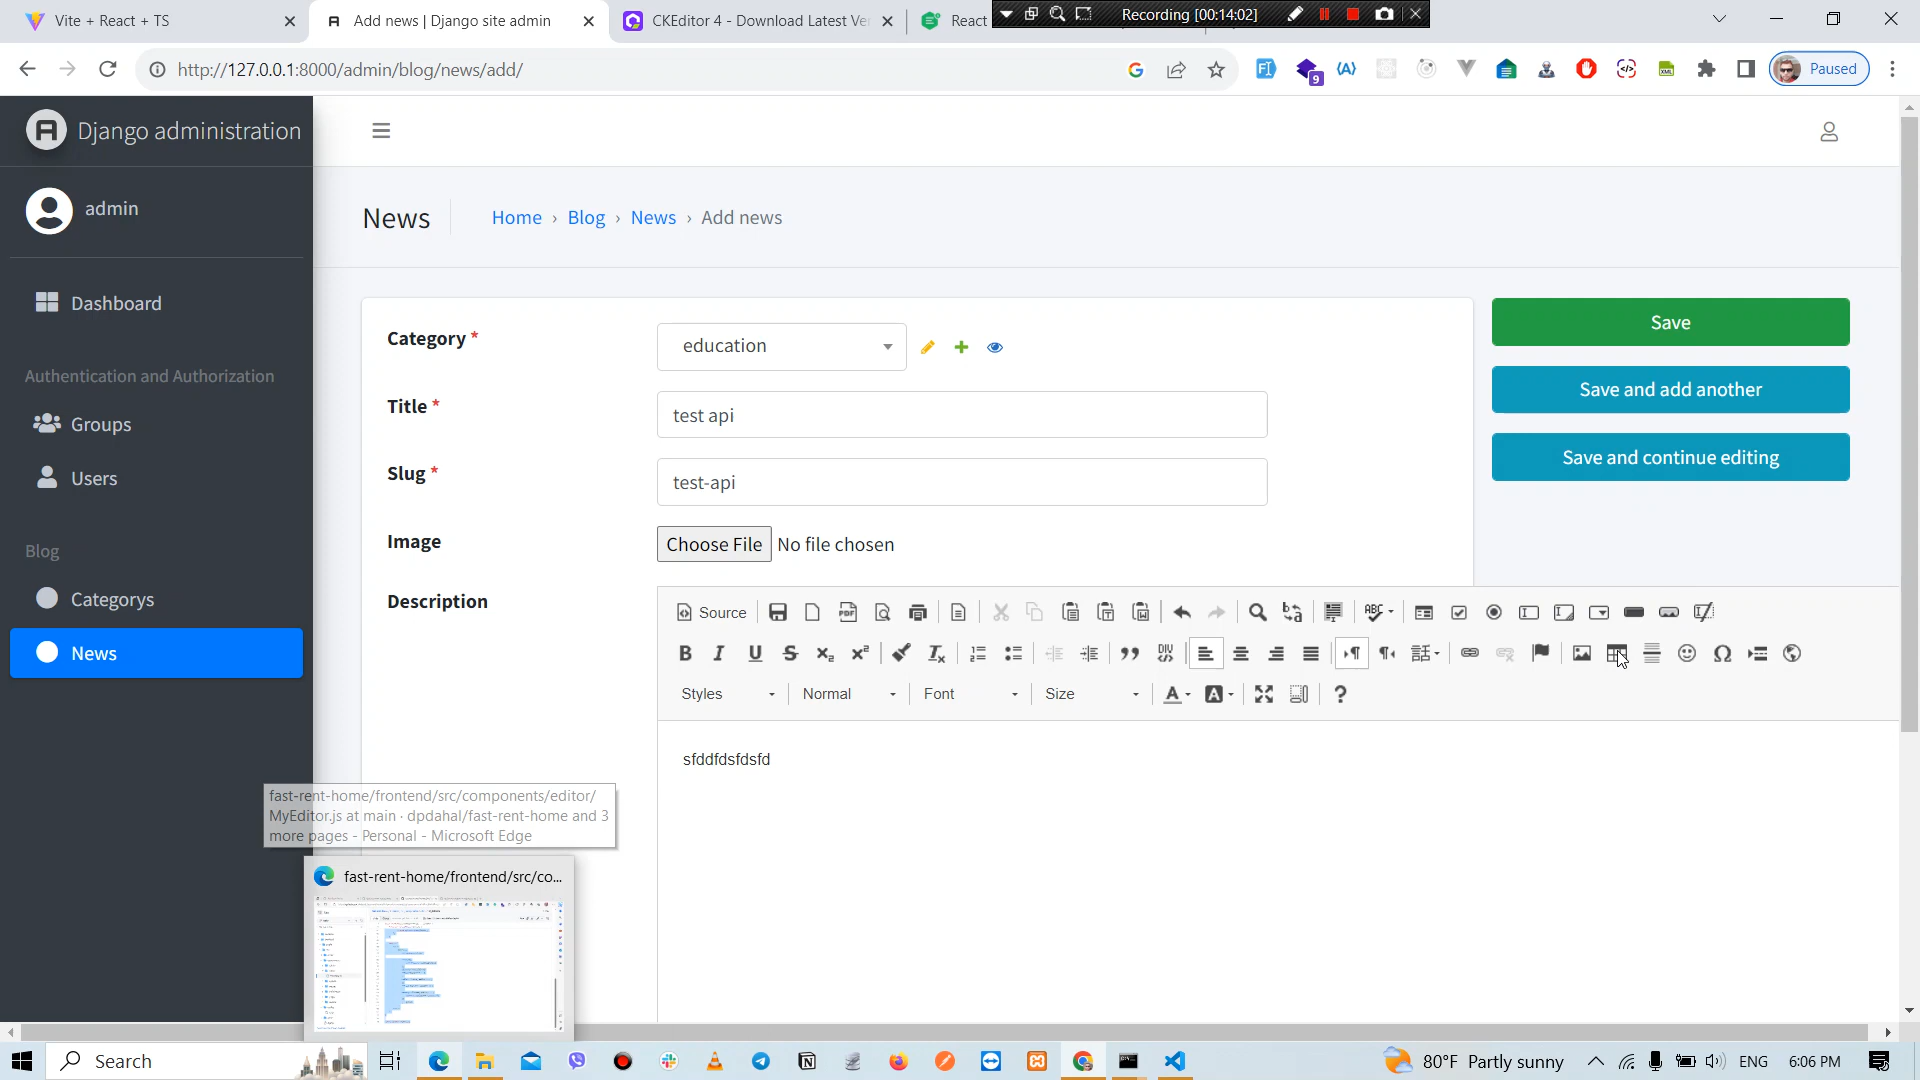 Vite + React + TS
Add news | Django site admin
CKEditor 4 - Download Latest Ve
React
Recording [00:14:02]
http://127.0.0.1:8000/admin/blog/news/add/
9
Paused
Django administration
admin
News
Home › Blog › News › Add news
Dashboard
Category *
education
Save
Authentication and Authorization
Title *
test api
Save and add another
Groups
Slug *
test-api
Save and continue editing
Users
Image
Choose File No file chosen
Blog
Description
Categorys
Source
News
Styles
Normal
Font
Size
sfddfdsfdsfd
fast-rent-home/frontend/src/components/editor/
MyEditor.js at main · dpdahal/fast-rent-home and 3
more pages - Personal - Microsoft Edge
fast-rent-home/frontend/src/co...
Search
80°F Partly sunny
ENG
6:06 PM